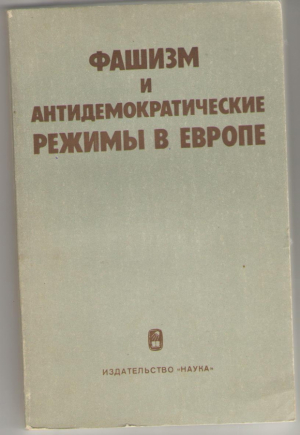 ФАШИЗМ
И
АНТИДЕМОКРАТИЧЕСКИЕ
РЕЖИМЫ В ЕВРОПЕ
ИЗДАТЕЛЬСТВО «НАУКА»